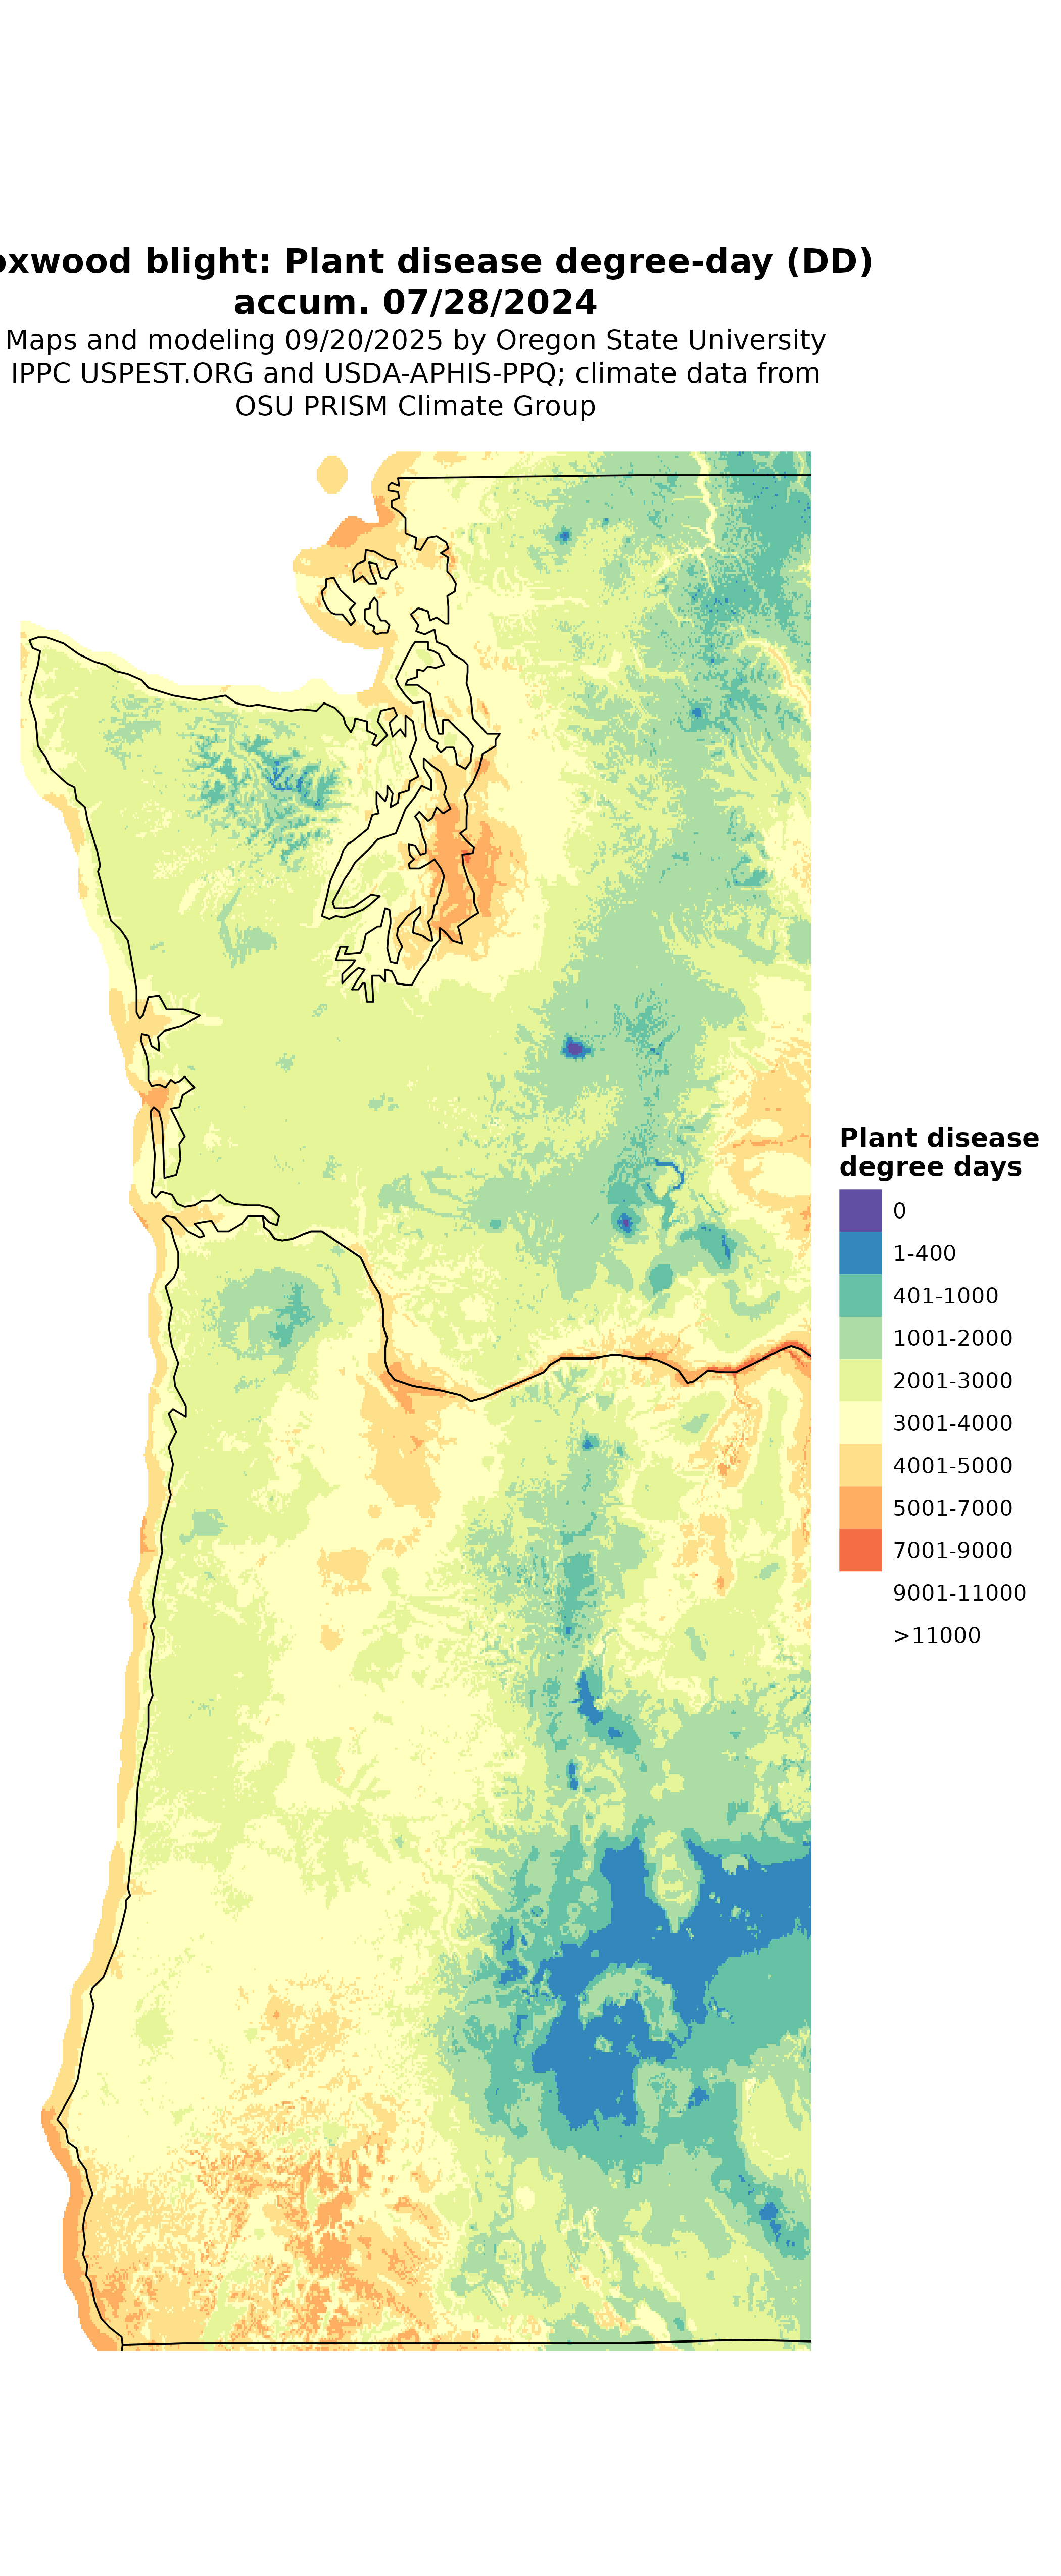 oxwood blight: Plant disease degree-day (DD)
accum. 07/28/2024
Maps and modeling 09/20/2025 by Oregon State University
IPPC USPEST.ORG and USDA-APHIS-PPQ; climate data from
OSU PRISM Climate Group
Plant disease
degree days
0
1-400
401-1000
1001-2000
2001-3000
3001-4000
4001-5000
5001-7000
7001-9000
9001-11000
>11000